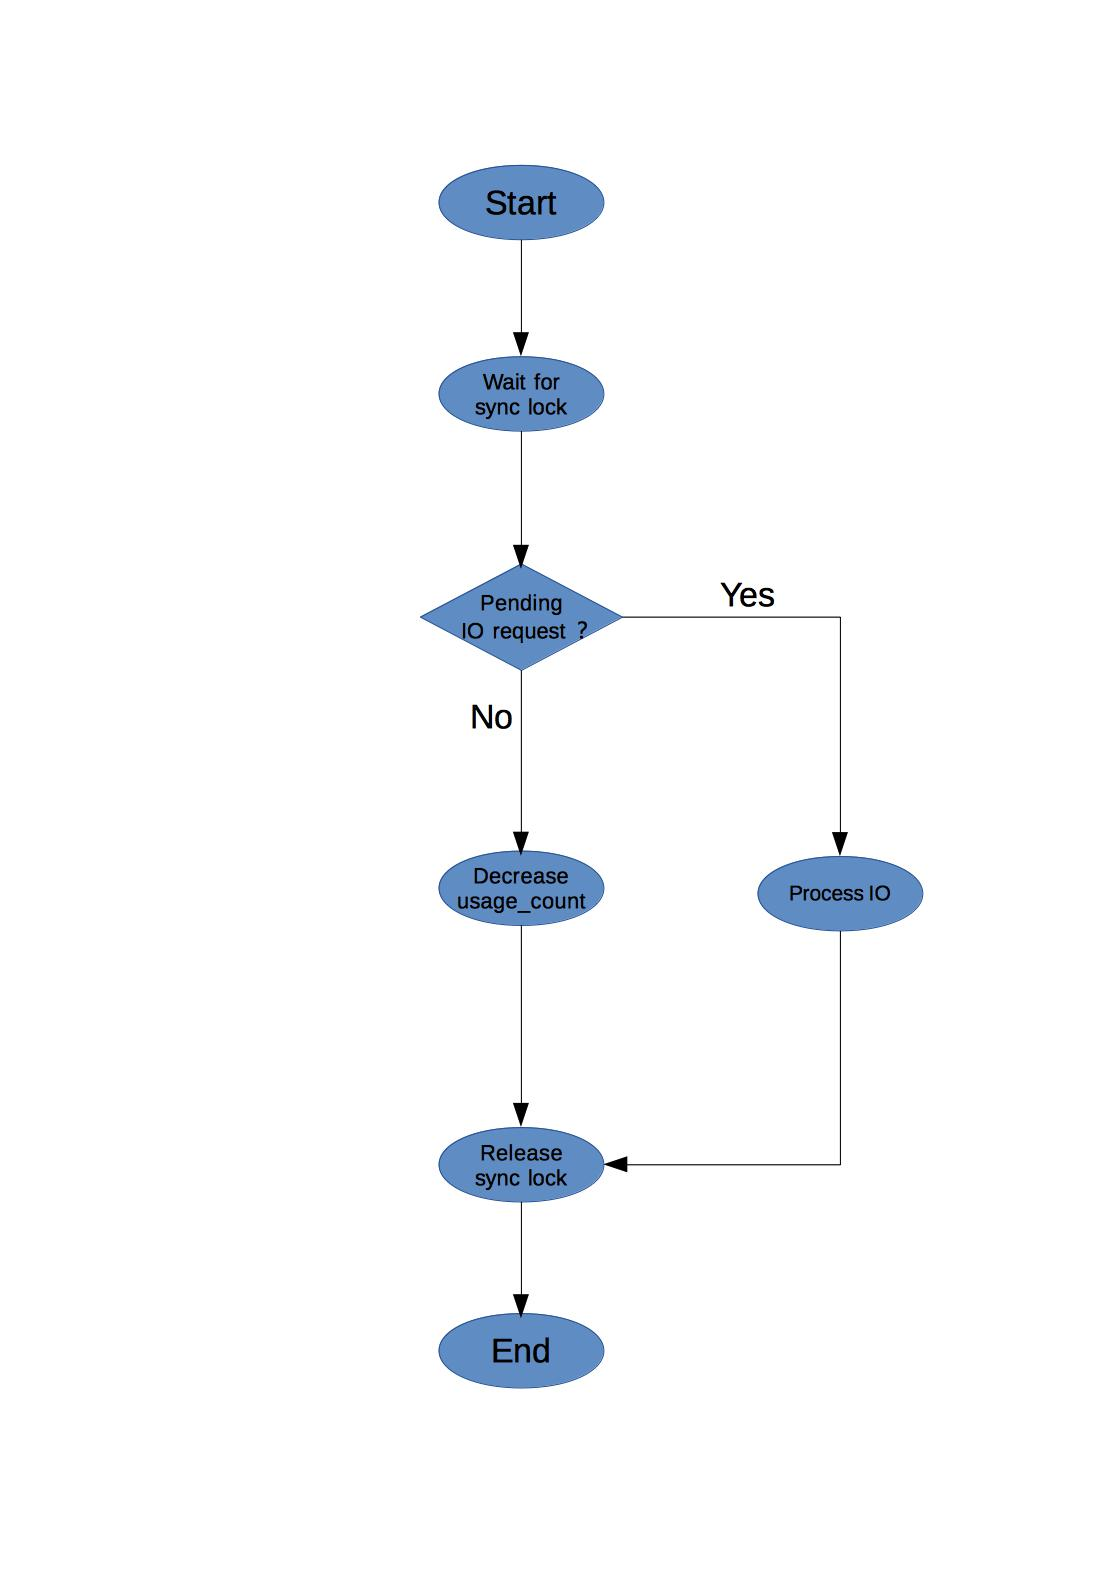 Start
Wait for
sync lock
Pending
IO request ?
Yes
No
Decrease
usage_count
Process IO
Release
sync lock
End